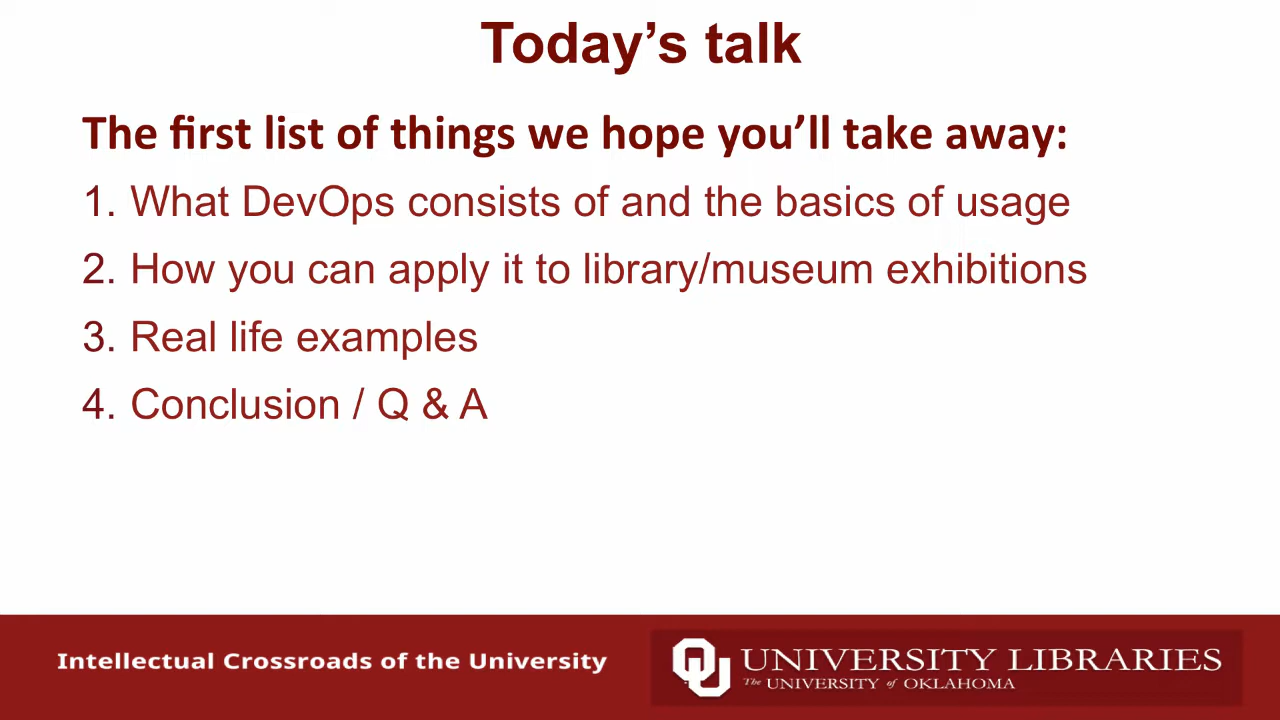 Today’s talk
The first list of things we hope you’ll take away:
1. What DevOps consists of and the basics of usage
2. How you can apply it to library/museum exhibitions
3. Real life examples
4. Conclusion / Q & A
Intellectual Crossroads of the University
OU UNIVERSITY LIBRARIES
The UNIVERSITY of OKLAHOMA